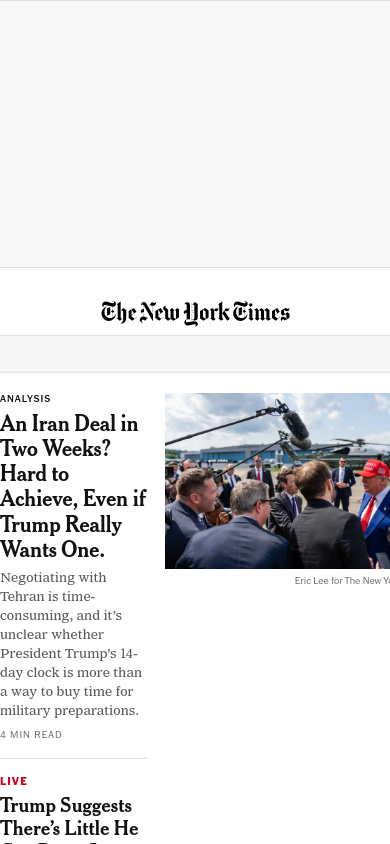 The New York Times
ANALYSIS
An Iran Deal in
Two Weeks?
Hard to
Achieve, Even if
Trump Really
Wants One.
Negotiating with
Tehran is time-
consuming, and it’s
unclear whether
President Trump’s 14-
day clock is more than
a way to buy time for
military preparations.
4 MIN READ
Eric Lee for The New
LIVE
Trump Suggests
There’s Little He